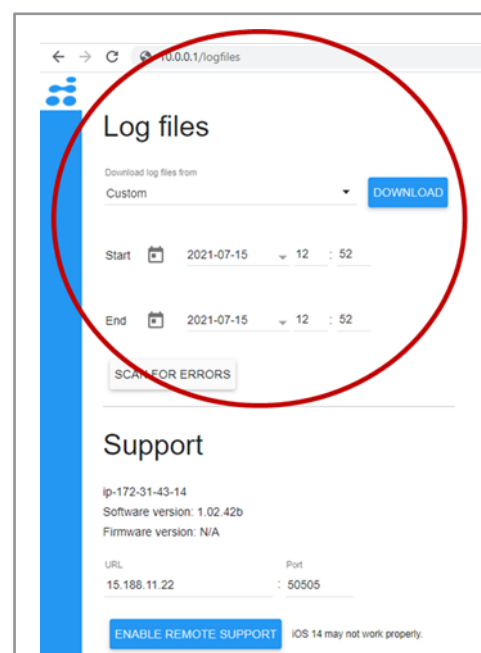 10.0.0.1/logfiles
Log files
Download log files from
Custom
DOWNLOAD
Start 2021-07-15 12 : 52
End 2021-07-15 12 : 52
SCAN FOR ERRORS
Support
ip-172-31-43-14
Software version: 1.02.42b
Firmware version: N/A
URL Port
15.188.11.22 : 50505
ENABLE REMOTE SUPPORT iOS 14 may not work properly.